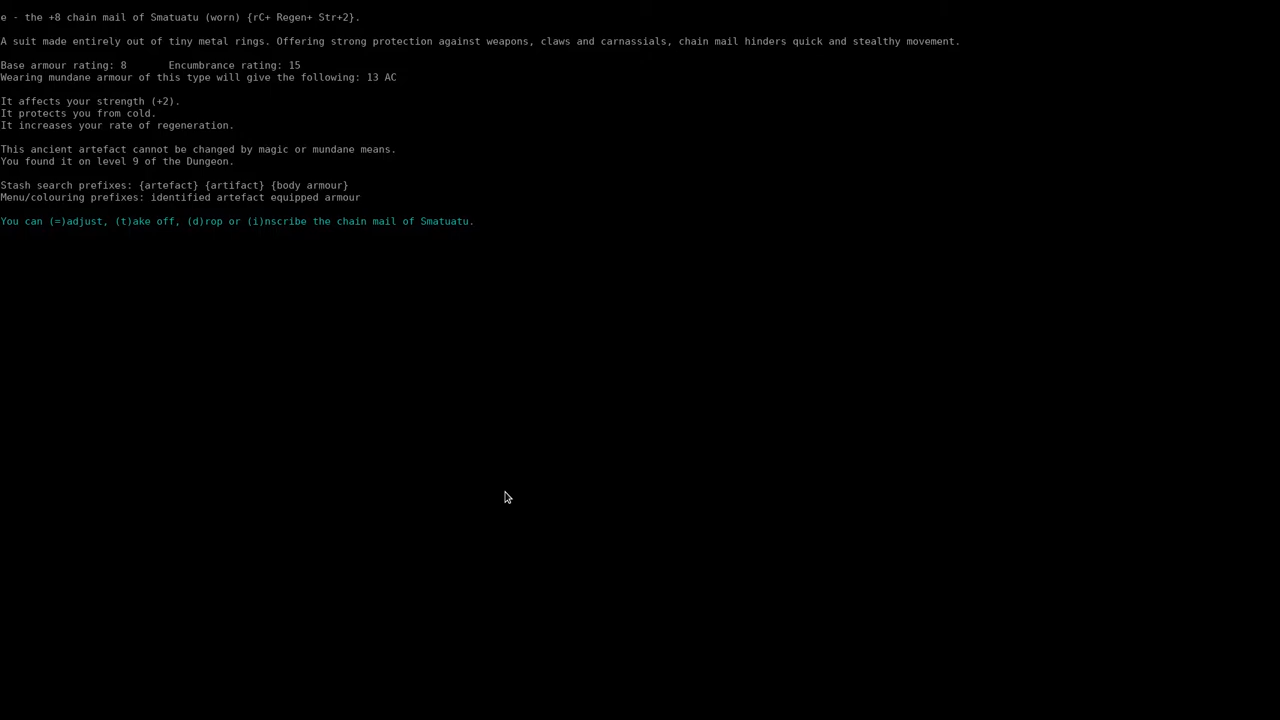 e - the +8 chain mail of Smatuatu (worn) {rC+ Regen+ Str+2}.
A suit made entirely out of tiny metal rings. Offering strong protection against weapons, claws and carnassials, chain mail hinders quick and stealthy movement.
Base armour rating: 8       Encumbrance rating: 15
Wearing mundane armour of this type will give the following: 13 AC
It affects your strength (+2).
It protects you from cold.
It increases your rate of regeneration.
This ancient artefact cannot be changed by magic or mundane means.
You found it on level 9 of the Dungeon.
Stash search prefixes: {artefact} {artifact} {body armour}
Menu/colouring prefixes: identified artefact equipped armour
You can (=)adjust, (t)ake off, (d)rop or (i)nscribe the chain mail of Smatuatu.